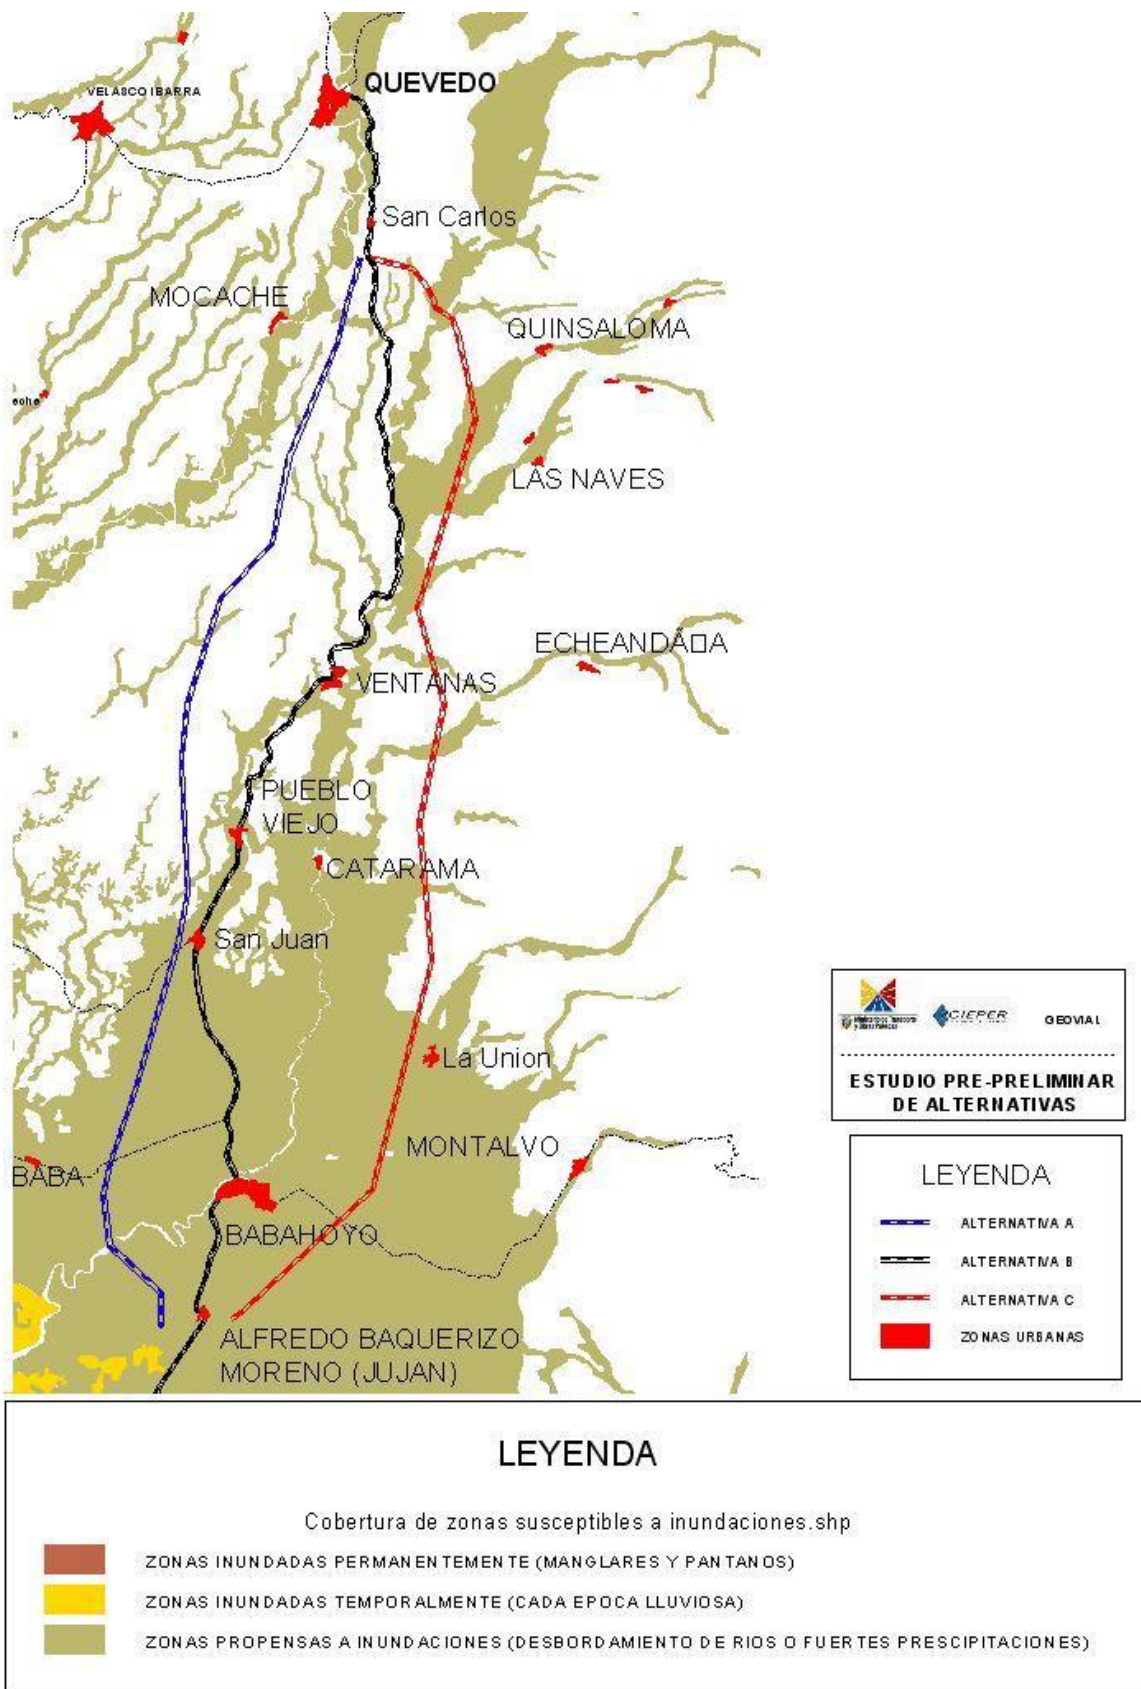 VELASCO IBARRA
QUEVEDO
San Carlos
MOCACHE
QUINSALOMA
eche
LAS NAVES
ECHEANDÃ□A
VENTANAS
PUEBLO
VIEJO
CATARAMA
San Juan
La Union
MONTALVO
BABA
BABAHOYO
ALFREDO BAQUERIZO
MORENO (JUJAN)
CIEPER
GEOVIAL
ESTUDIO PRE-PRELIMINAR
DE ALTERNATIVAS
LEYENDA
ALTERNATIVA A
ALTERNATIVA B
ALTERNATIVA C
ZONAS URBANAS
LEYENDA
Cobertura de zonas susceptibles a inundaciones.shp
ZONAS INUNDADAS PERMANENTEMENTE (MANGLARES Y PANTANOS)
ZONAS INUNDADAS TEMPORALMENTE (CADA EPOCA LLUVIOSA)
ZONAS PROPENSAS A INUNDACIONES (DESBORDAMIENTO DE RIOS O FUERTES PRESCIPITACIONES)